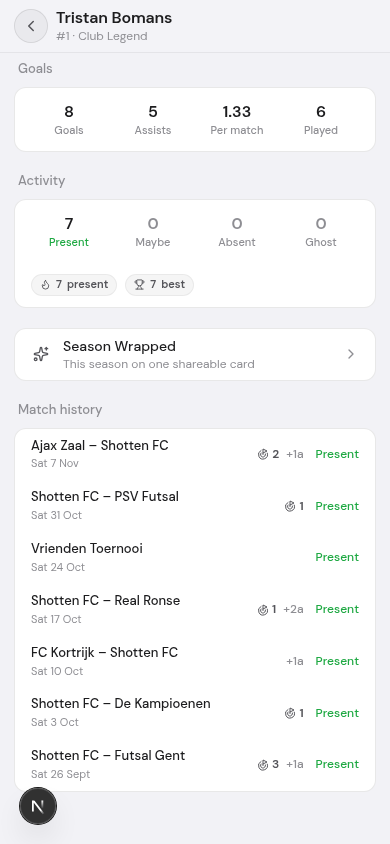 Tristan Bomans
#1 · Club Legend
Goals
8 5 1.33 6
Goals Assists Per match Played
Activity
7 0 0 0
Present Maybe Absent Ghost
7 present 7 best
Season Wrapped
This season on one shareable card
Match history
Ajax Zaal – Shotten FC
Sat 7 Nov
2 +1a Present
Shotten FC – PSV Futsal
Sat 31 Oct
1 Present
Vrienden Toernooi
Sat 24 Oct
Present
Shotten FC – Real Ronse
Sat 17 Oct
1 +2a Present
FC Kortrijk – Shotten FC
Sat 10 Oct
+1a Present
Shotten FC – De Kampioenen
Sat 3 Oct
1 Present
Shotten FC – Futsal Gent
Sat 26 Sept
3 +1a Present
N